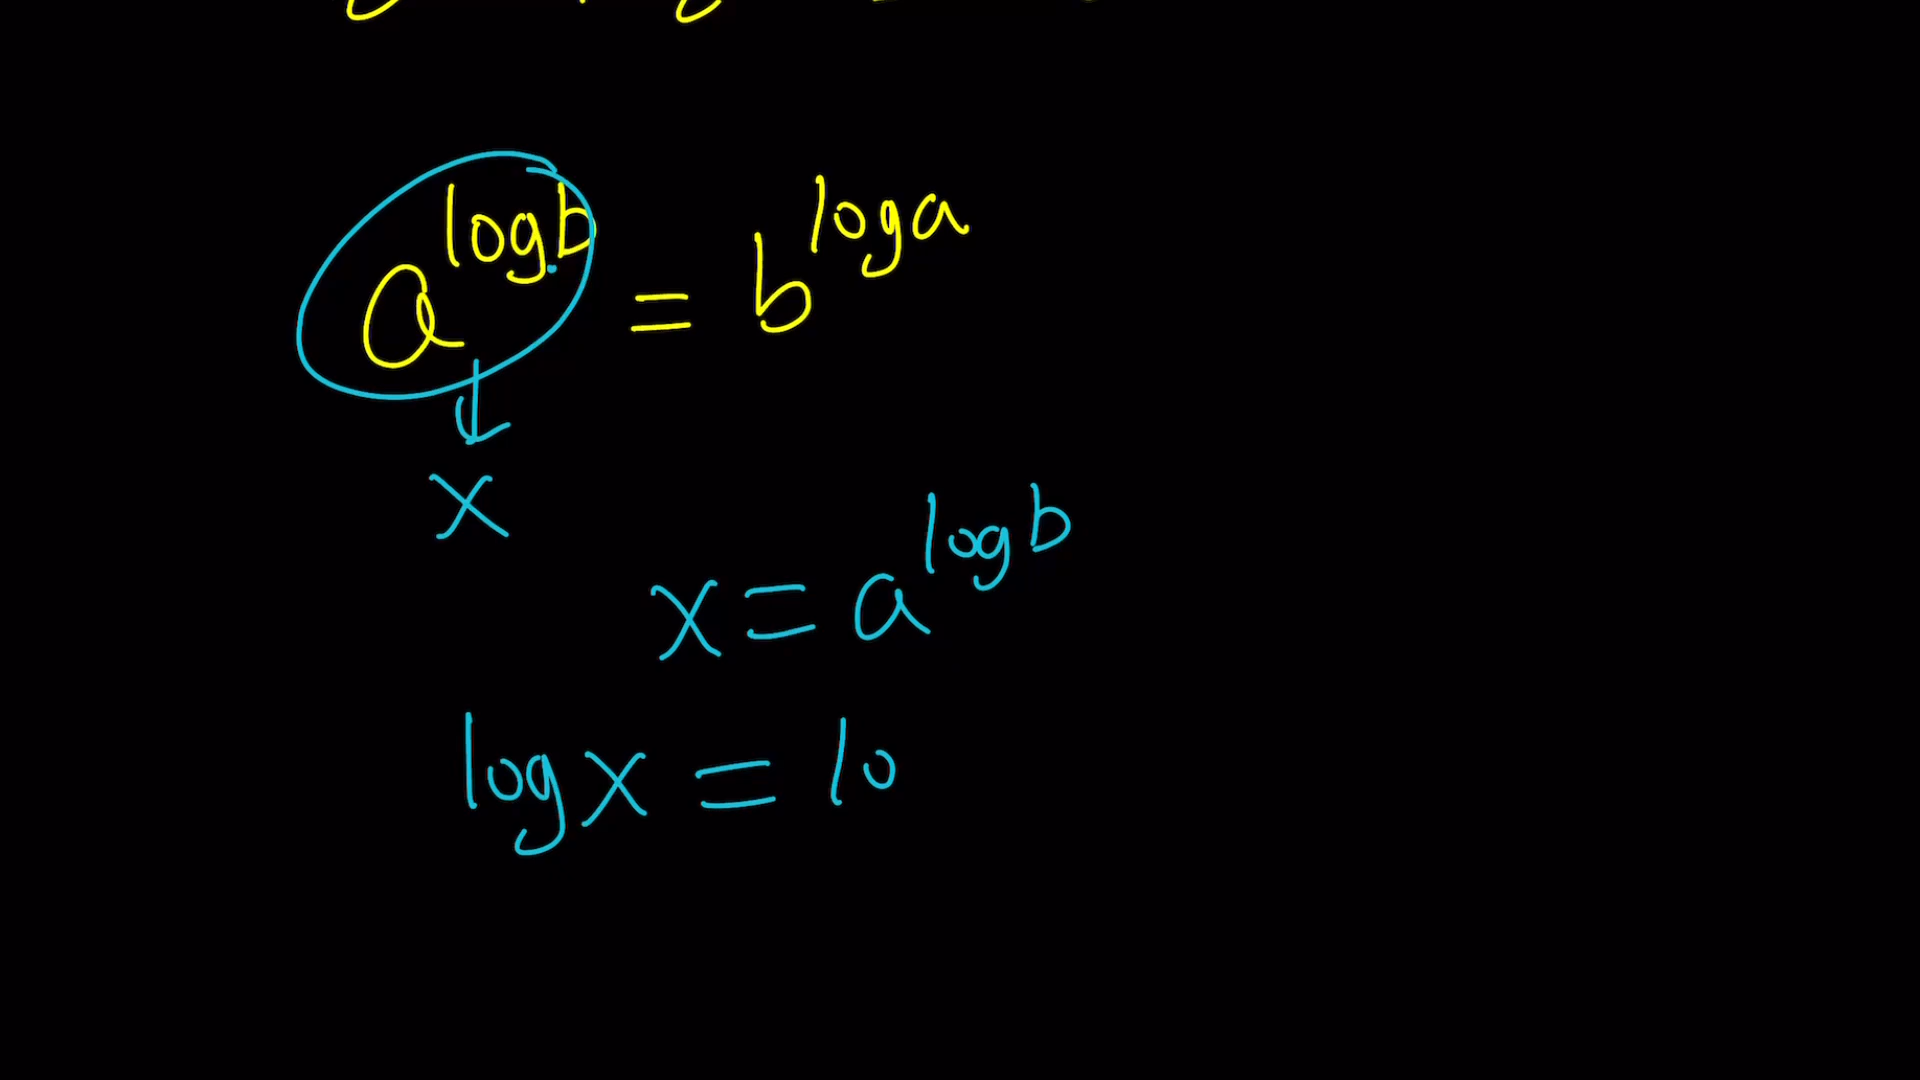 a^log b = b^log a
x
x = a^log b
log x = lo